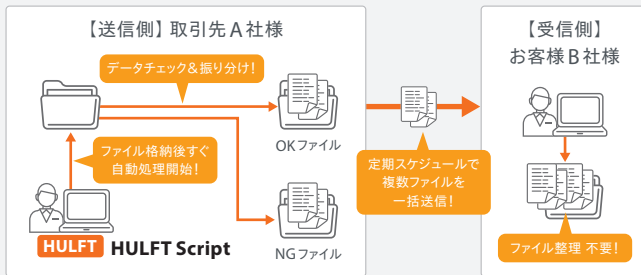 【送信側】取引先A社様
データチェック&振り分け!
OKファイル
ファイル格納後すぐ
自動処理開始!
HULFT HULFT Script
NGファイル
定期スケジュールで
複数ファイルを
一括送信!
【受信側】
お客様B社様
ファイル整理 不要!